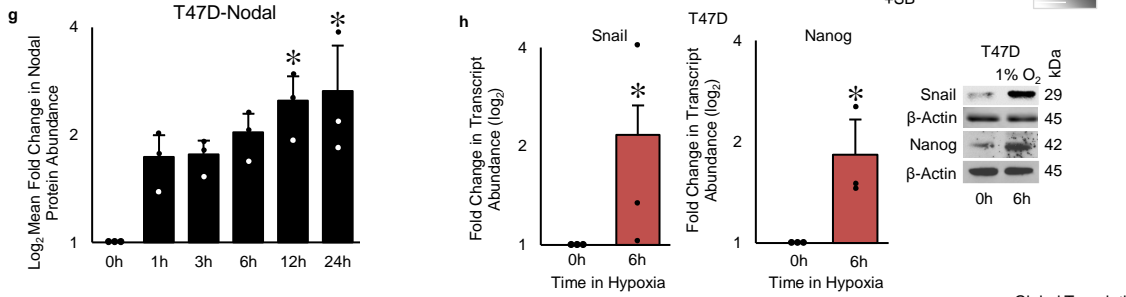 g
T47D-Nodal
Log2 Mean Fold Change in Nodal
Protein Abundance
4
2
1
*
*
0h 1h 3h 6h 12h 24h
h
T47D
Snail
Fold Change in Transcript
Abundance (log2)
4
2
1
*
0h 6h
Time in Hypoxia
Nanog
Fold Change in Transcript
Abundance (log2)
4
2
1
*
0h 6h
Time in Hypoxia
T47D
1% O2 kDa
Snail 29
β-Actin 45
Nanog 42
β-Actin 45
0h 6h